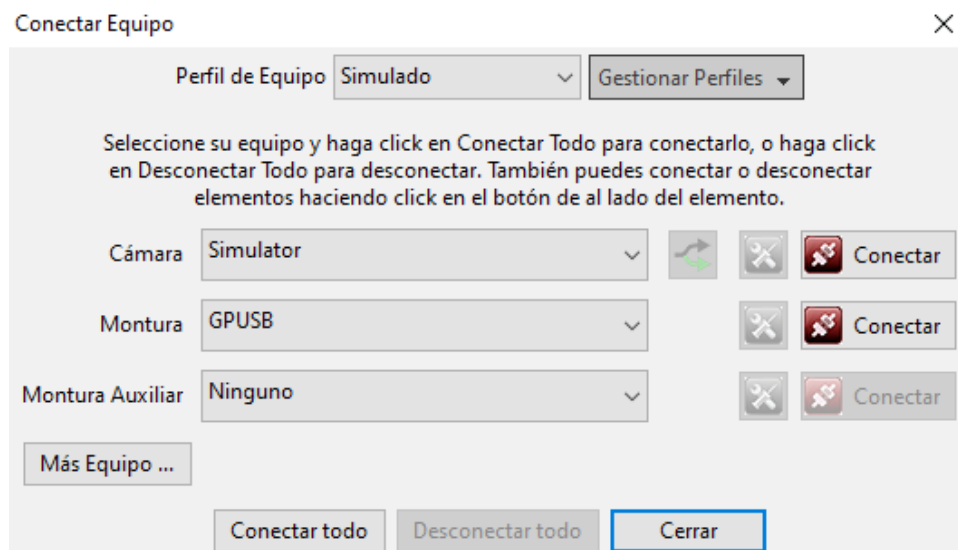 Conectar Equipo
Perfil de Equipo Simulado Gestionar Perfiles
Seleccione su equipo y haga click en Conectar Todo para conectarlo, o haga click
en Desconectar Todo para desconectar. También puedes conectar o desconectar
elementos haciendo click en el botón de al lado del elemento.
Cámara Simulator Conectar
Montura GPUSB Conectar
Montura Auxiliar Ninguno Conectar
Más Equipo ...
Conectar todo Desconectar todo Cerrar